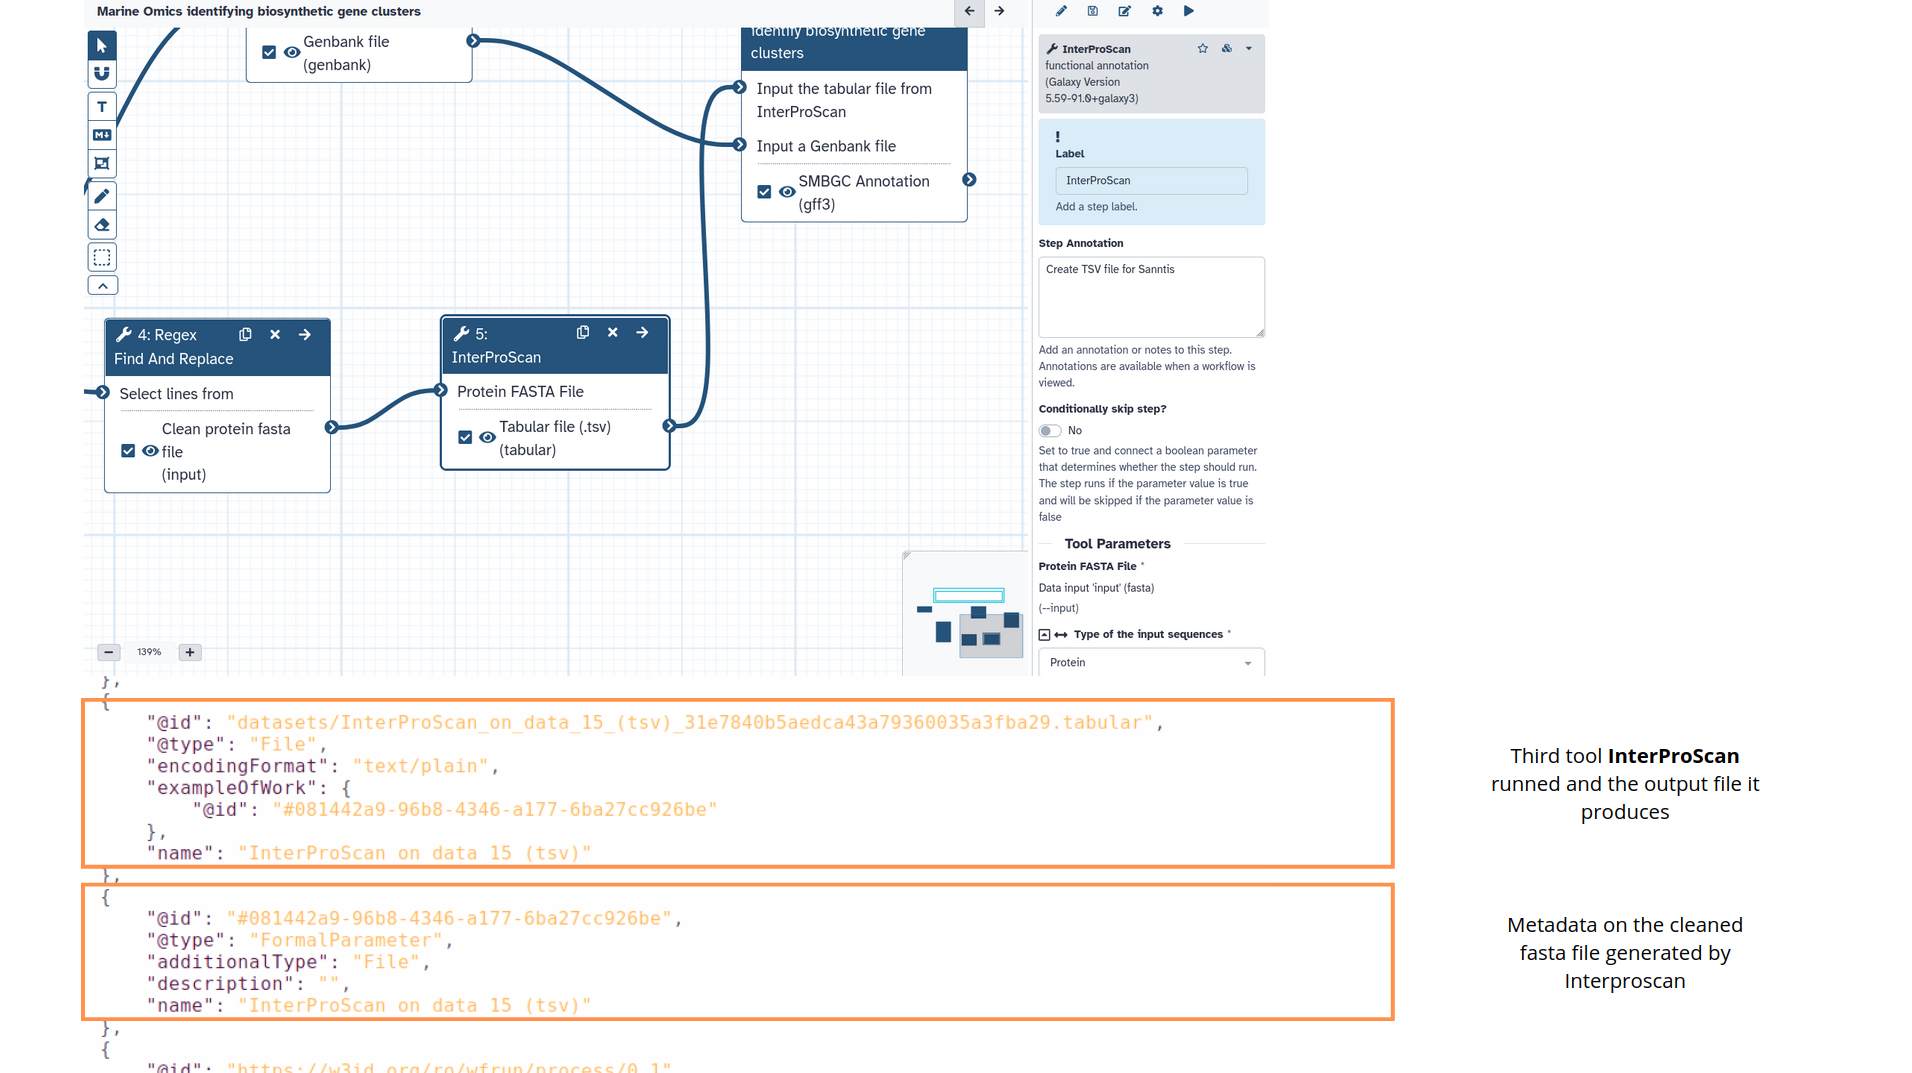 Marine Omics identifying biosynthetic gene clusters
Genbank file
(genbank)
identify biosynthetic gene
clusters
Input the tabular file from
InterProScan
Input a Genbank file
SMBGC Annotation
(gff3)
T
4: Regex
Find And Replace
Select lines from
Clean protein fasta
file
(input)
5:
InterProScan
Protein FASTA File
Tabular file (.tsv)
(tabular)
139%
InterProScan
functional annotation
(Galaxy Version
5.59-91.0+galaxy3)
!
Label
InterProScan
Add a step label.
Step Annotation
Create TSV file for Sanntis
Add an annotation or notes to this step.
Annotations are available when a workflow is
viewed.
Conditionally skip step?
No
Set to true and connect a boolean parameter
that determines whether the step should run.
The step runs if the parameter value is true
and will be skipped if the parameter value is
false
Tool Parameters
Protein FASTA File *
Data input 'input' (fasta)
(--input)
Type of the input sequences *
Protein
},
{
"@id": "datasets/InterProScan_on_data_15_(tsv)_31e7840b5aedca43a79360035a3fba29.tabular",
"@type": "File",
"encodingFormat": "text/plain",
"exampleOfWork": {
"@id": "#081442a9-96b8-4346-a177-6ba27cc926be"
},
"name": "InterProScan on data 15 (tsv)"
},
{
"@id": "#081442a9-96b8-4346-a177-6ba27cc926be",
"@type": "FormalParameter",
"additionalType": "File",
"description": "",
"name": "InterProScan on data 15 (tsv)"
},
{
"@id": "https://w3id.org/ro/wfrun/process/0.1"
Third tool InterProScan
runned and the output file it
produces
Metadata on the cleaned
fasta file generated by
Interproscan